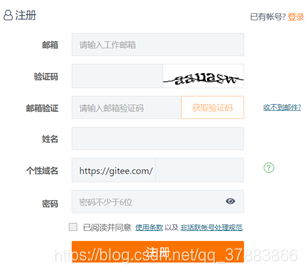 注册 已有帐号? 登录
邮箱 请输入工作邮箱
验证码
邮箱验证 请输入邮箱验证码 获取验证码 收不到邮件?
姓名
个性域名 https://gitee.com/
密码 密码不少于6位
已阅读并同意 使用条款 以及 非活跃帐号处理规范
注册
https://blog.csdn.net/qq_37883866